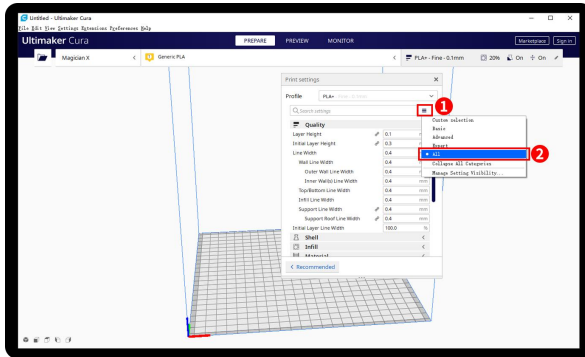 Untitled - Ultimaker Cura
File Edit View Settings Extensions Preferences Help
Ultimaker Cura
PREPARE
PREVIEW
MONITOR
Marketplace
Sign in
Magician X
Generic PLA
PLA+ - Fine - 0.1mm
20%
On
On
Print settings
Profile
PLA+ Fine - 0.1mm
Search settings
1
Custom selection
Basic
Advanced
Expert
All
2
Collapse All Categories
Manage Setting Visibility...
Quality
Layer Height 0.1
Initial Layer Height 0.3
Line Width 0.4
Wall Line Width 0.4
Outer Wall Line Width 0.4
Inner Wall(s) Line Width 0.4 mm
Top/Bottom Line Width 0.4 mm
Infill Line Width 0.4 mm
Support Line Width 0.4 mm
Support Roof Line Width 0.4 mm
Initial Layer Line Width 100.0 %
Shell
Infill
Material
Recommended